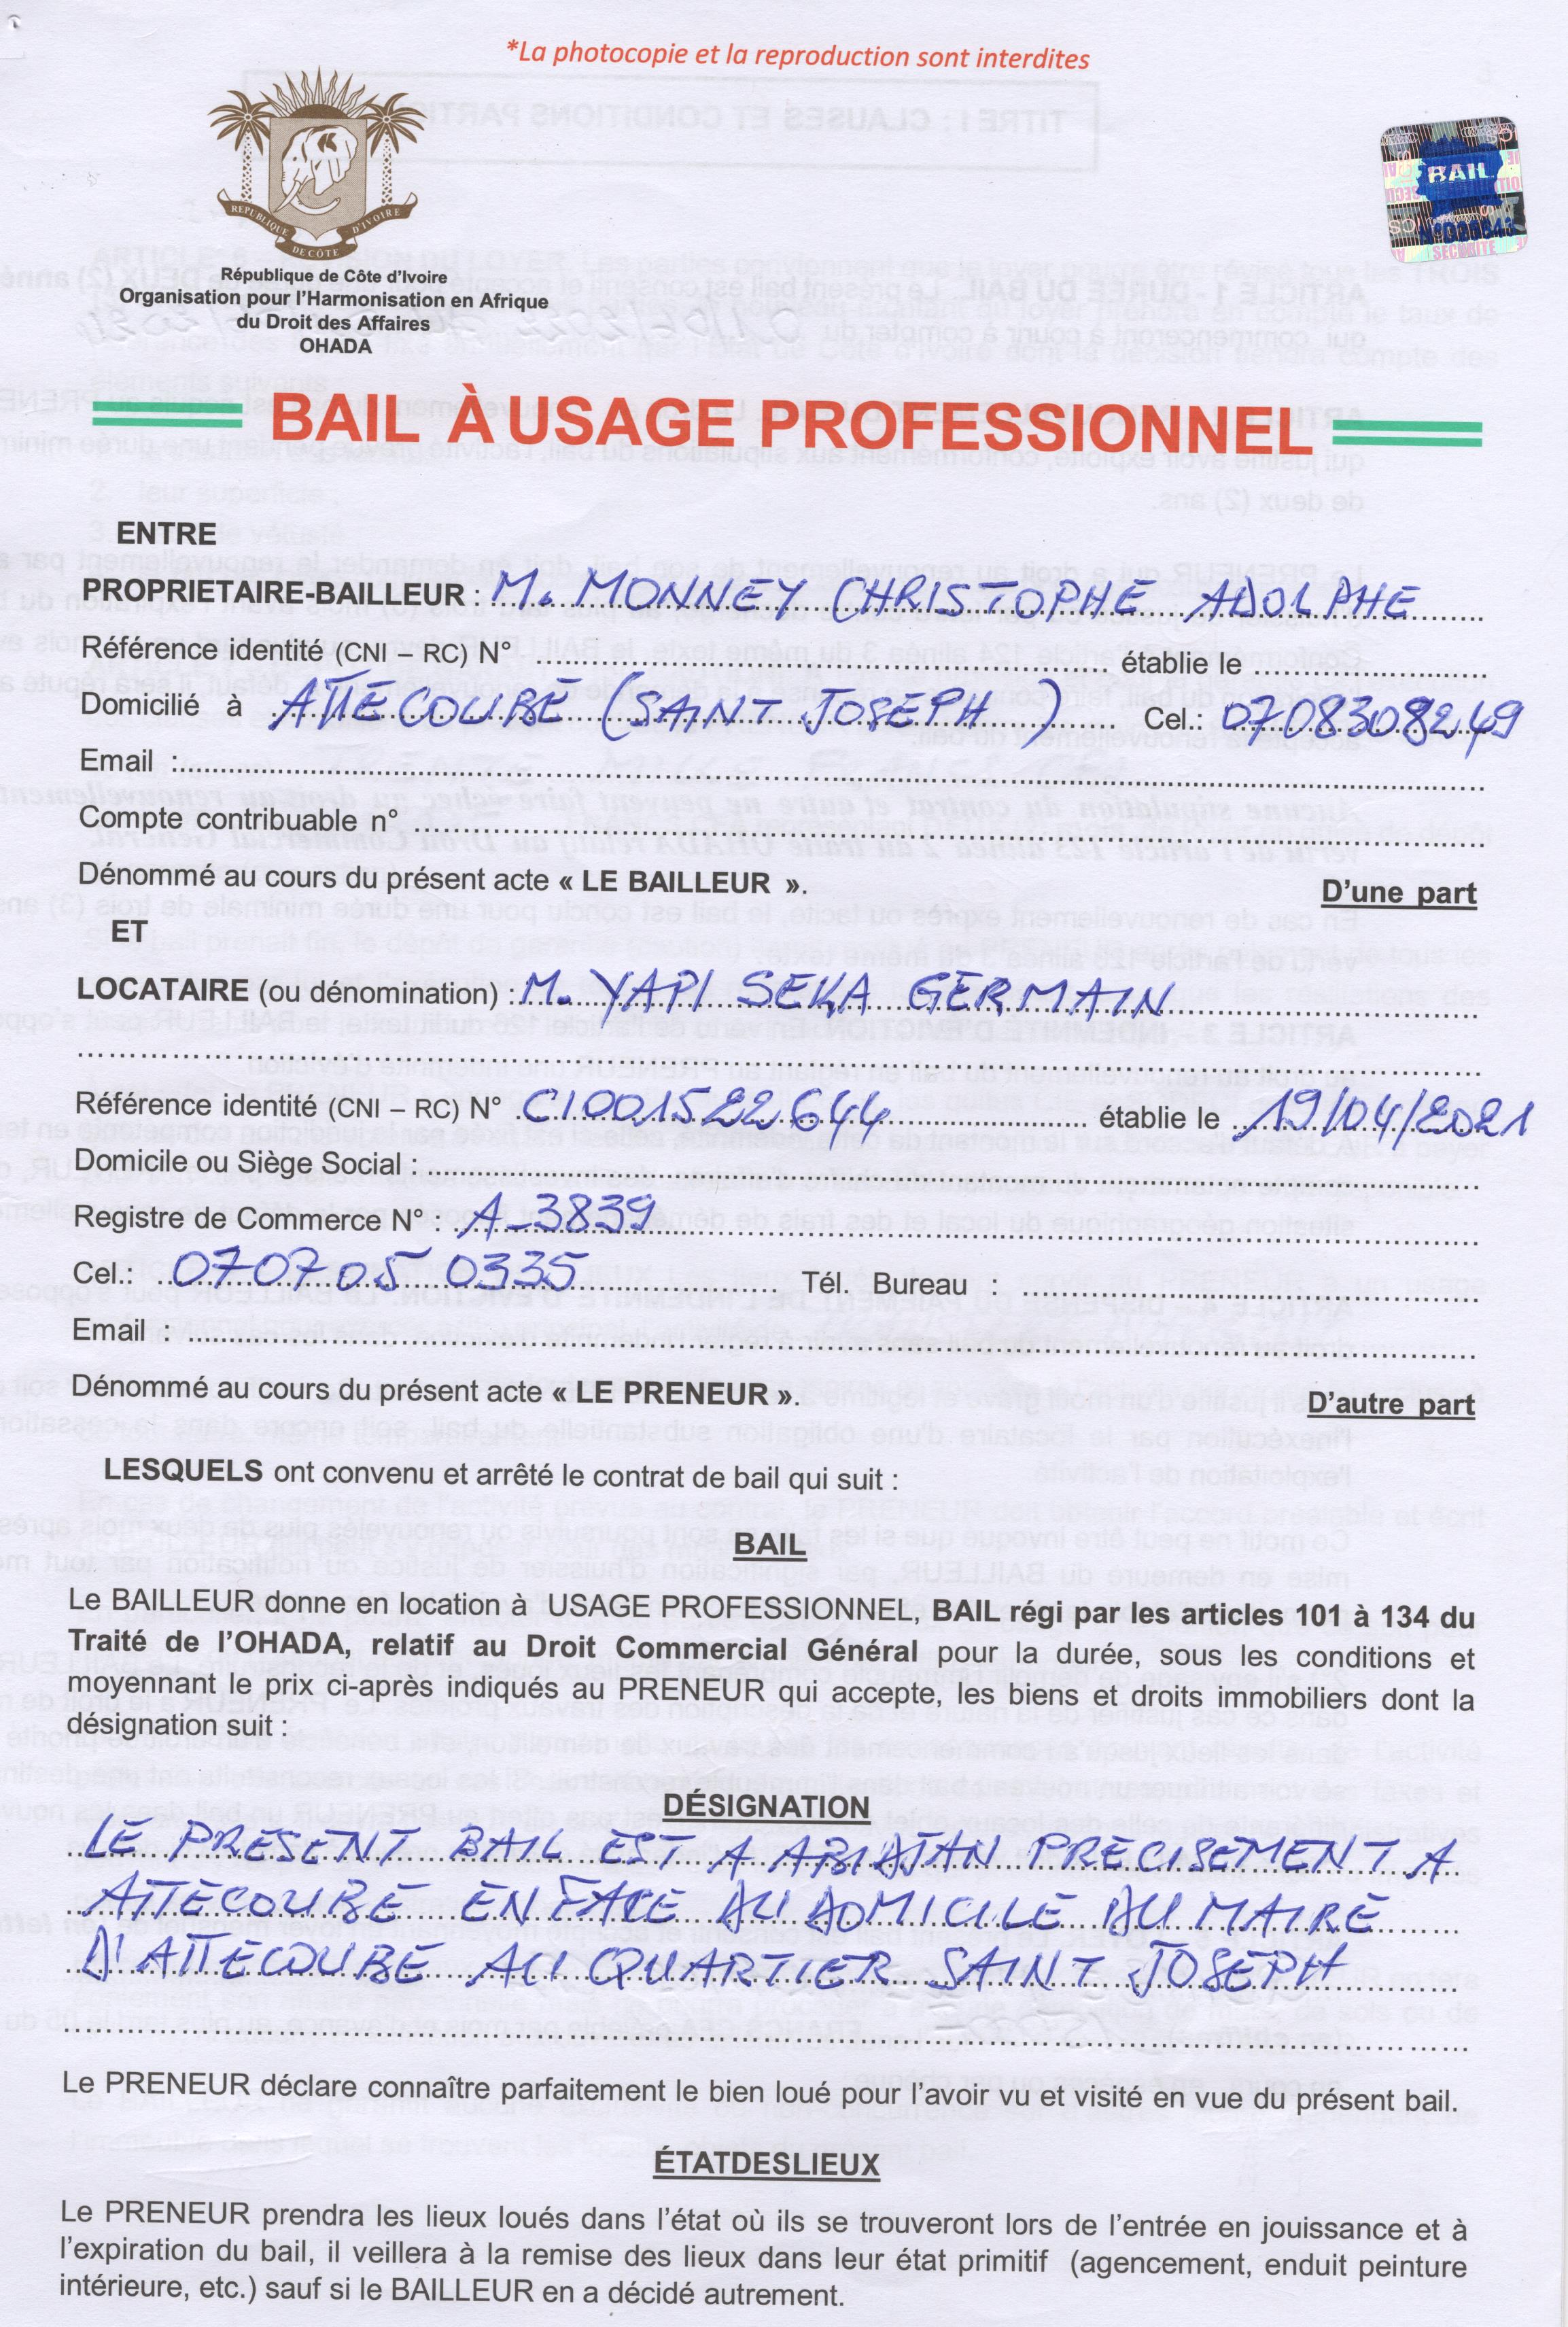 *La photocopie et la reproduction sont interdites
REPUBLIQUE DE CÔTE D'IVOIRE
BAIL
SECURITE
République de Côte d'Ivoire
Organisation pour l'Harmonisation en Afrique
du Droit des Affaires
OHADA
BAIL À USAGE PROFESSIONNEL
ENTRE
PROPRIETAIRE-BAILLEUR : M. MONNEY CHRISTOPHE ADOLPHE
Référence identité (CNI – RC) N° ........ établie le ........
Domicilié à ATTÉCOUBÉ (SAINT JOSEPH) Cel.: 0708308249
Email :........
Compte contribuable n° ........
Dénommé au cours du présent acte « LE BAILLEUR ».
D'une part
ET
LOCATAIRE (ou dénomination) : M. YAPI SEKA GERMAIN
Référence identité (CNI – RC) N° CI001522644 établie le 19/04/2021
Domicile ou Siège Social : ........
Registre de Commerce N° : A_3839
Cel.: 0707050335 Tél. Bureau : ........
Email : ........
Dénommé au cours du présent acte « LE PRENEUR ».
D'autre part
LESQUELS ont convenu et arrêté le contrat de bail qui suit :
BAIL
Le BAILLEUR donne en location à USAGE PROFESSIONNEL, BAIL régi par les articles 101 à 134 du
Traité de l'OHADA, relatif au Droit Commercial Général pour la durée, sous les conditions et
moyennant le prix ci-après indiqués au PRENEUR qui accepte, les biens et droits immobiliers dont la
désignation suit :
DÉSIGNATION
LE PRESENT BAIL EST A ABIDJAN PRECISEMENT A
ATTÉCOUBÉ EN FACE DU DOMICILE DU MAIRE
D'ATTECOUBE AU QUARTIER SAINT JOSEPH
Le PRENEUR déclare connaître parfaitement le bien loué pour l'avoir vu et visité en vue du présent bail.
ÉTATDESLIEUX
Le PRENEUR prendra les lieux loués dans l'état où ils se trouveront lors de l'entrée en jouissance et à
l'expiration du bail, il veillera à la remise des lieux dans leur état primitif (agencement, enduit peinture
intérieure, etc.) sauf si le BAILLEUR en a décidé autrement.